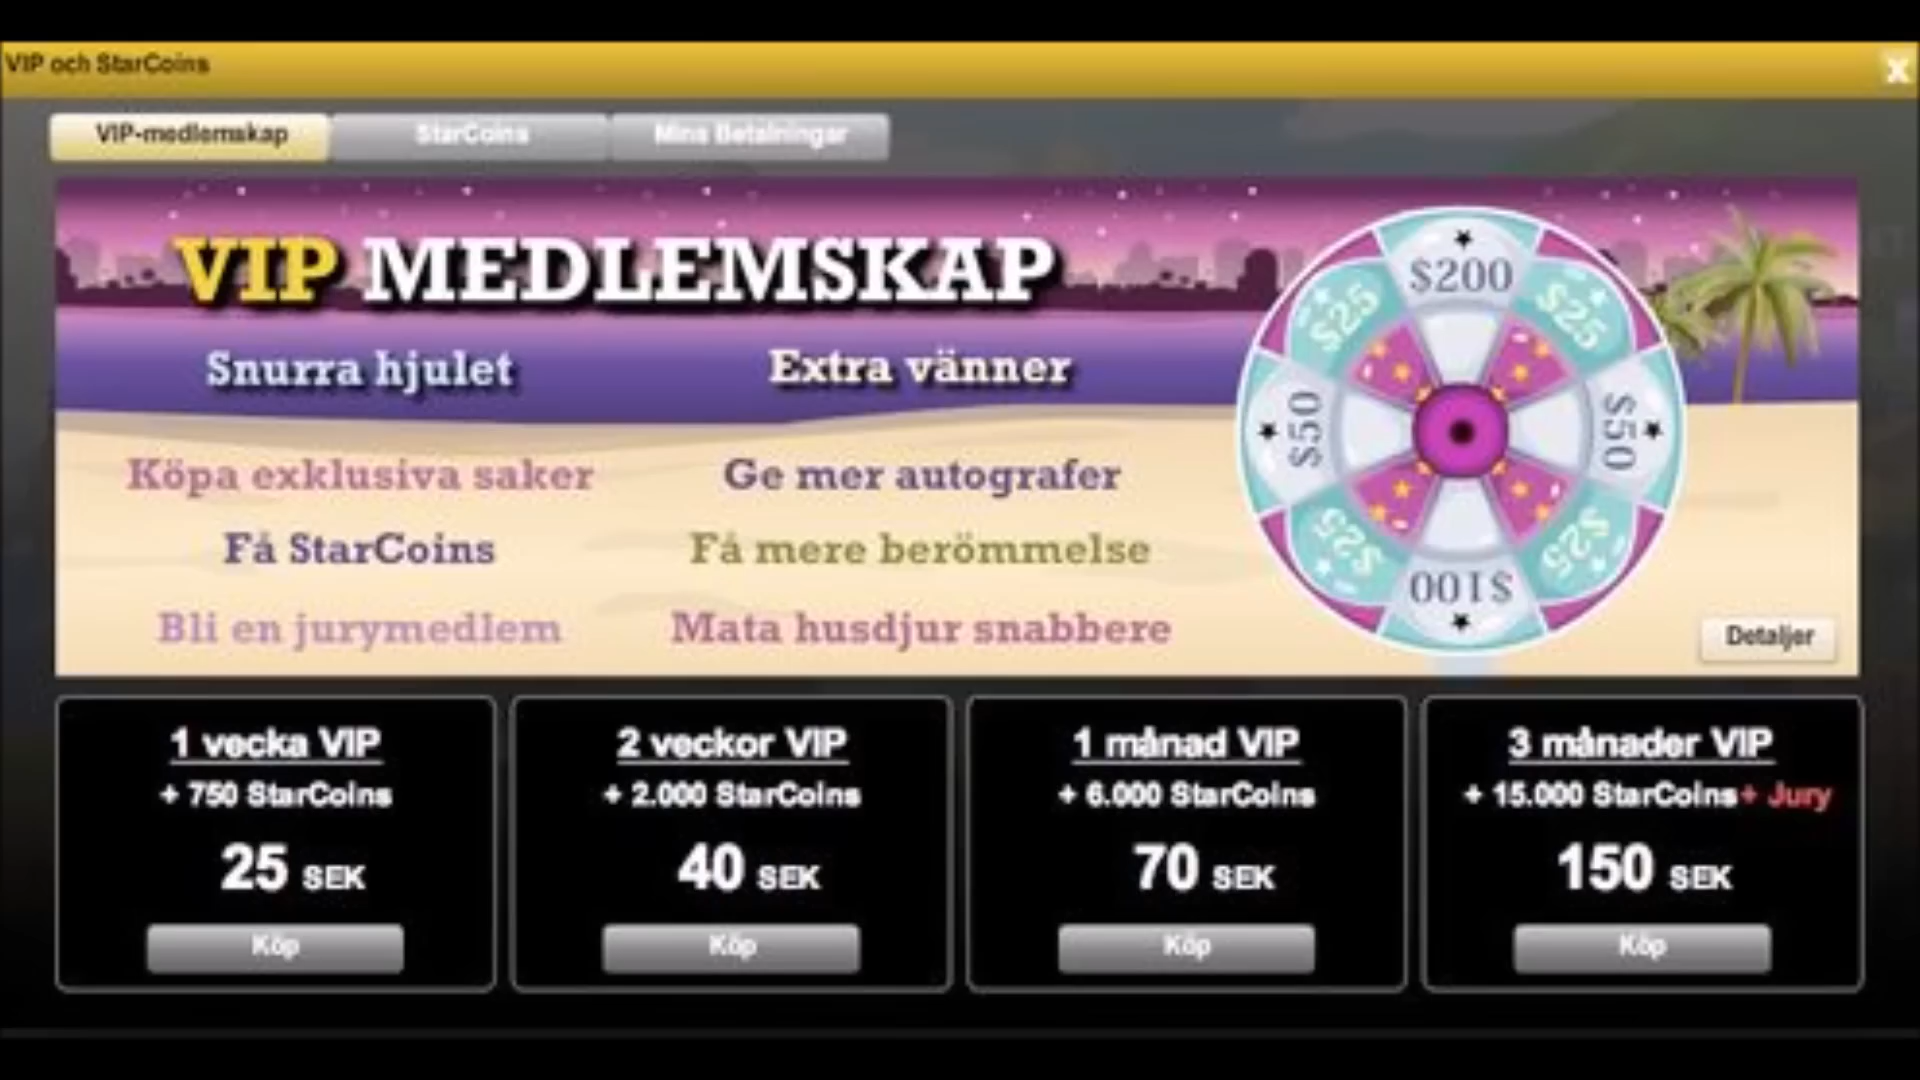 VIP och StarCoins
X
VIP-medlemskap
StarCoins
Mina Betalningar
VIP MEDLEMSKAP
Snurra hjulet
Extra vänner
Köpa exklusiva saker
Ge mer autografer
Få StarCoins
Få mere berömmelse
Bli en jurymedlem
Mata husdjur snabbere
$200
$25
$50
$25
$100
$25
$50
$25
Detaljer
1 vecka VIP
+ 750 StarCoins
25 SEK
Köp
2 veckor VIP
+ 2.000 StarCoins
40 SEK
Köp
1 månad VIP
+ 6.000 StarCoins
70 SEK
Köp
3 månader VIP
+ 15.000 StarCoins+ Jury
150 SEK
Köp